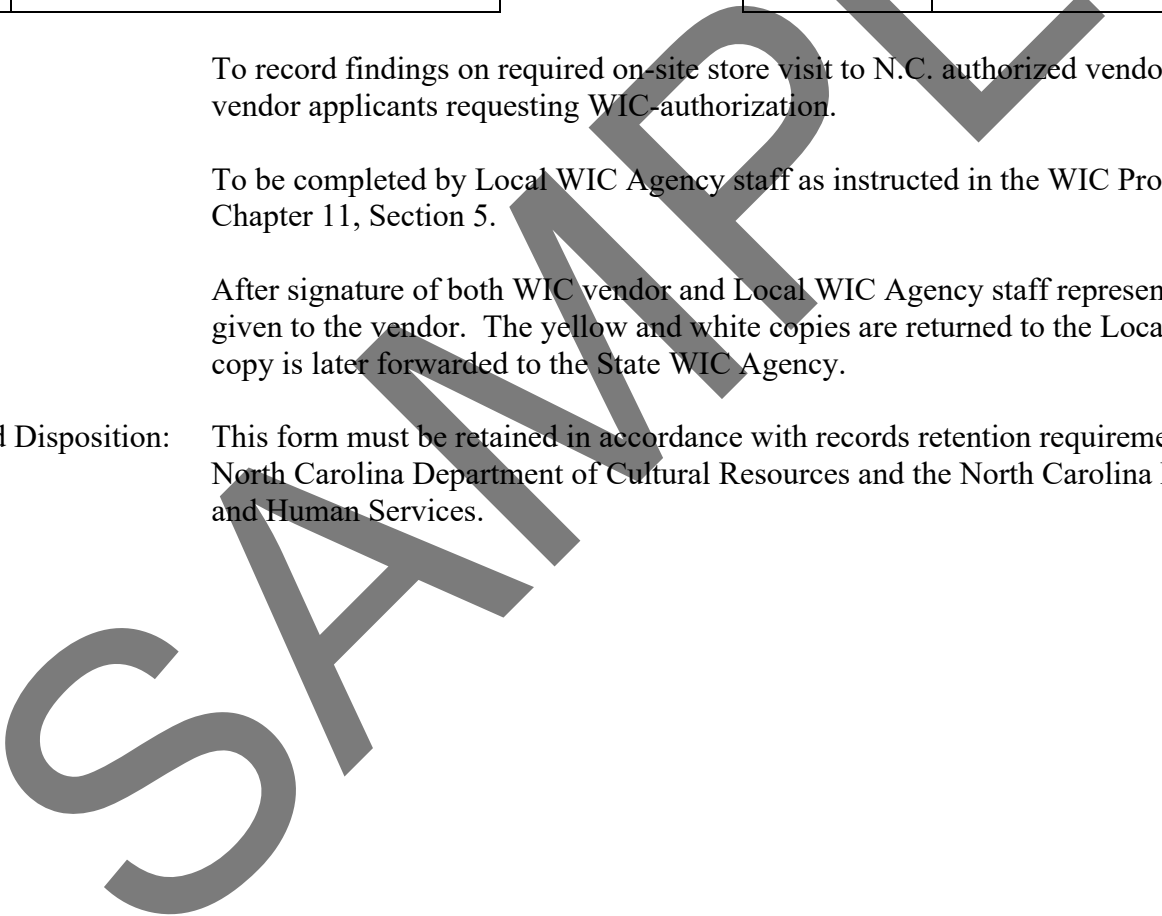 To record findings on required on-site store visit to N.C. authorized vendo
vendor applicants requesting WIC-authorization.
To be completed by Local WIC Agency staff as instructed in the WIC Pro
Chapter 11, Section 5.
After signature of both WIC vendor and Local WIC Agency staff represen
given to the vendor. The yellow and white copies are returned to the Loca
copy is later forwarded to the State WIC Agency.
d Disposition: This form must be retained in accordance with records retention requireme
North Carolina Department of Cultural Resources and the North Carolina
and Human Services.
SAMPLE